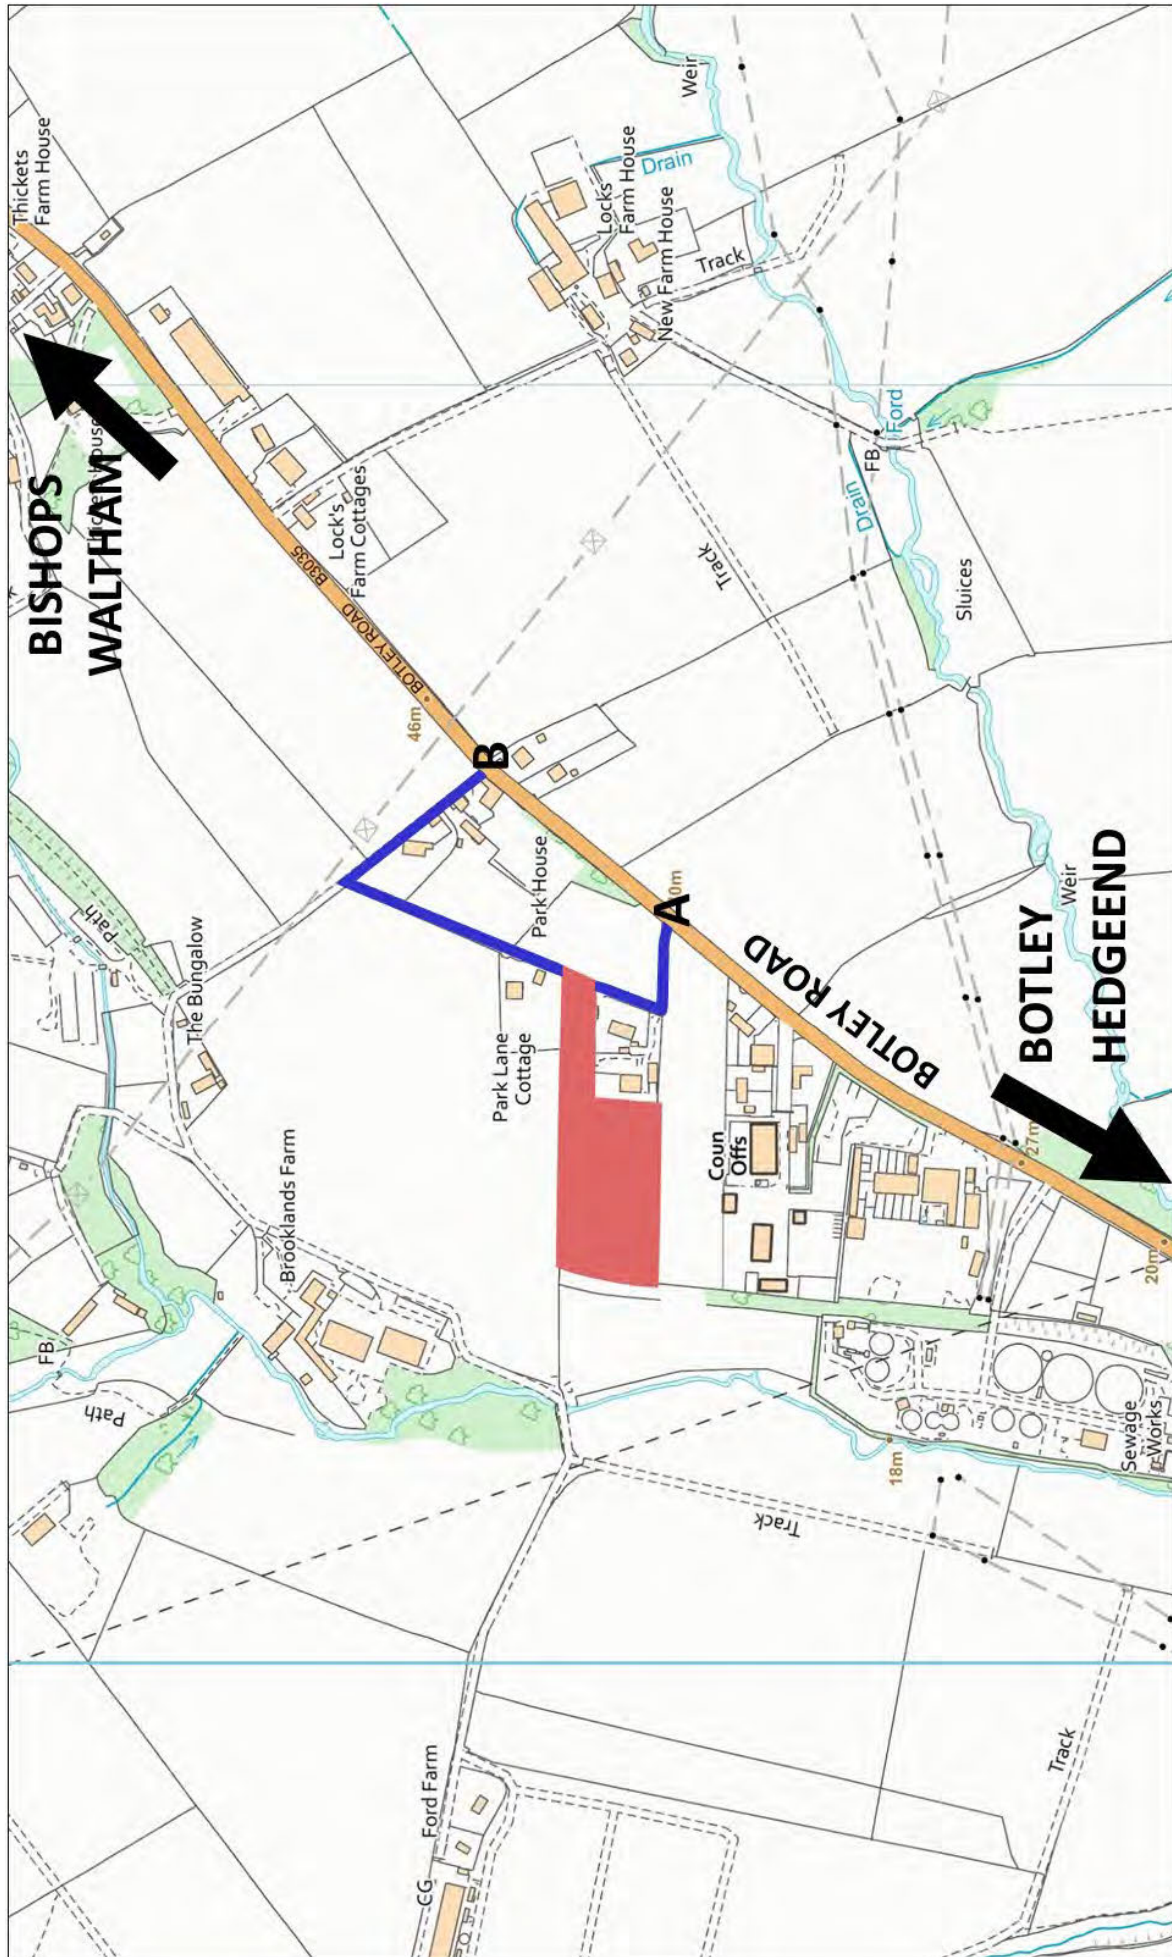 FB
BISHOPS
WALTHAM
Thickets
Farm House
Path
Path
The Bungalow
Brooklands Farm
Lock's
Farm Cottages
B3035
BOTLEY ROAD
46m
CG
Ford Farm
Park Lane
Cottage
B
Park House
A
0m
Locks
Farm House
New Farm House
Drain
Weir
Track
Track
Coun
Offs
BOTLEY ROAD
Track
FB
Ford
Drain
18m
Sluices
27m
BOTLEY
HEDGEEND
Weir
Track
Sewage
Works
20m